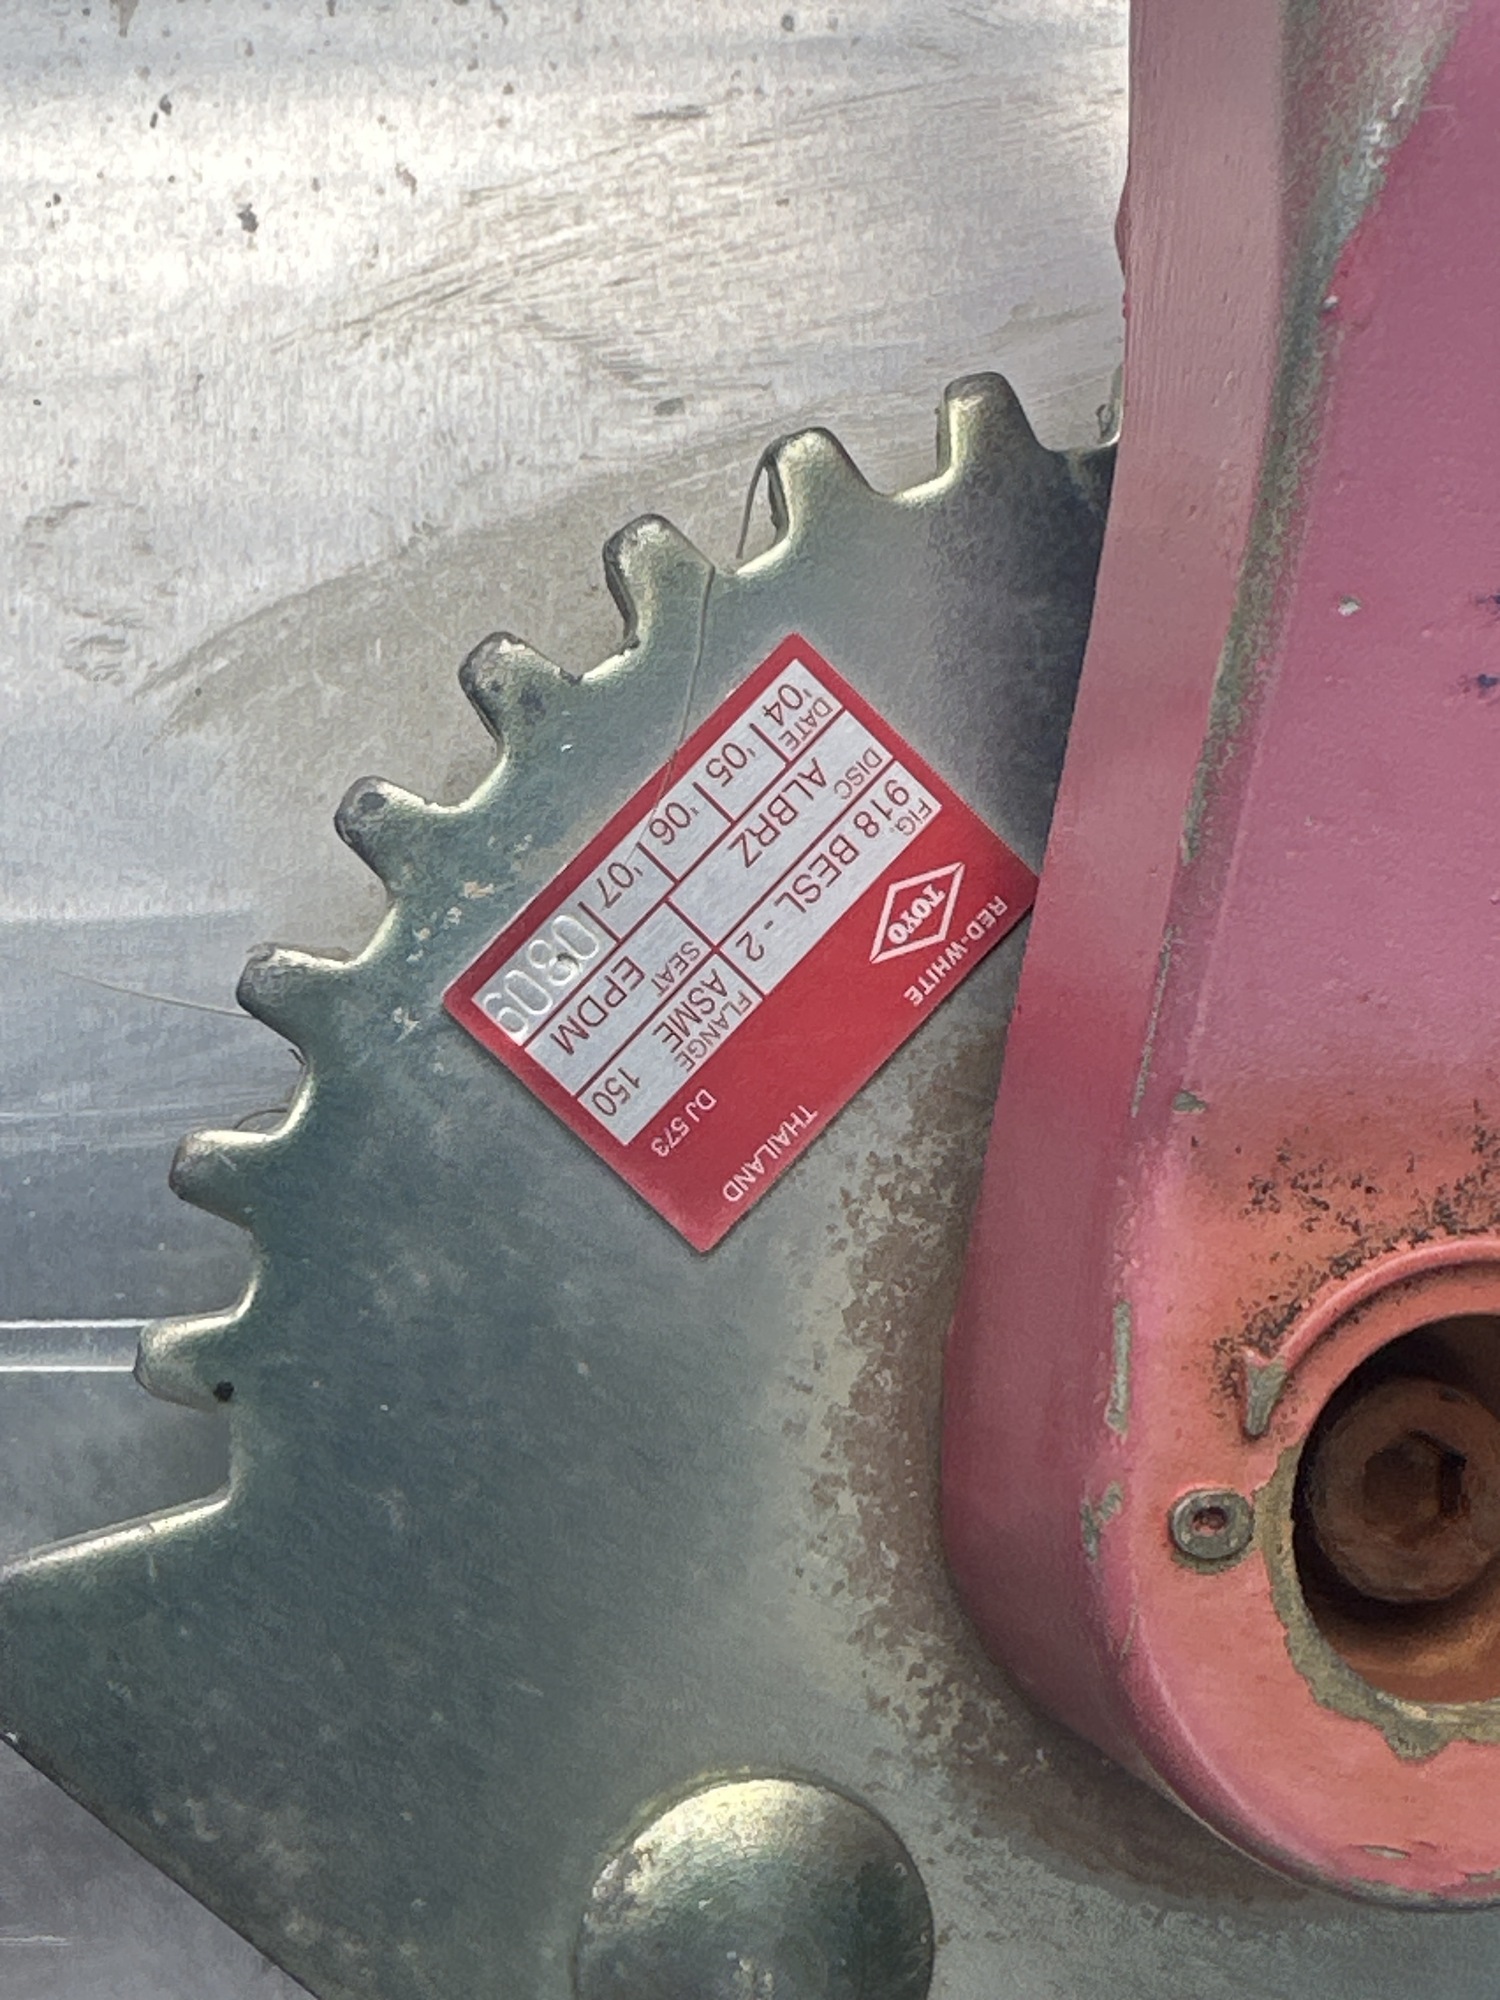 RED-WHITE THAILAND
TOYO DJ 573
FIG. FLANGE
918 BESL - 2 ASME 150
DISC SEAT
ALBRZ EPDM
DATE
'04 '05 '06 '07